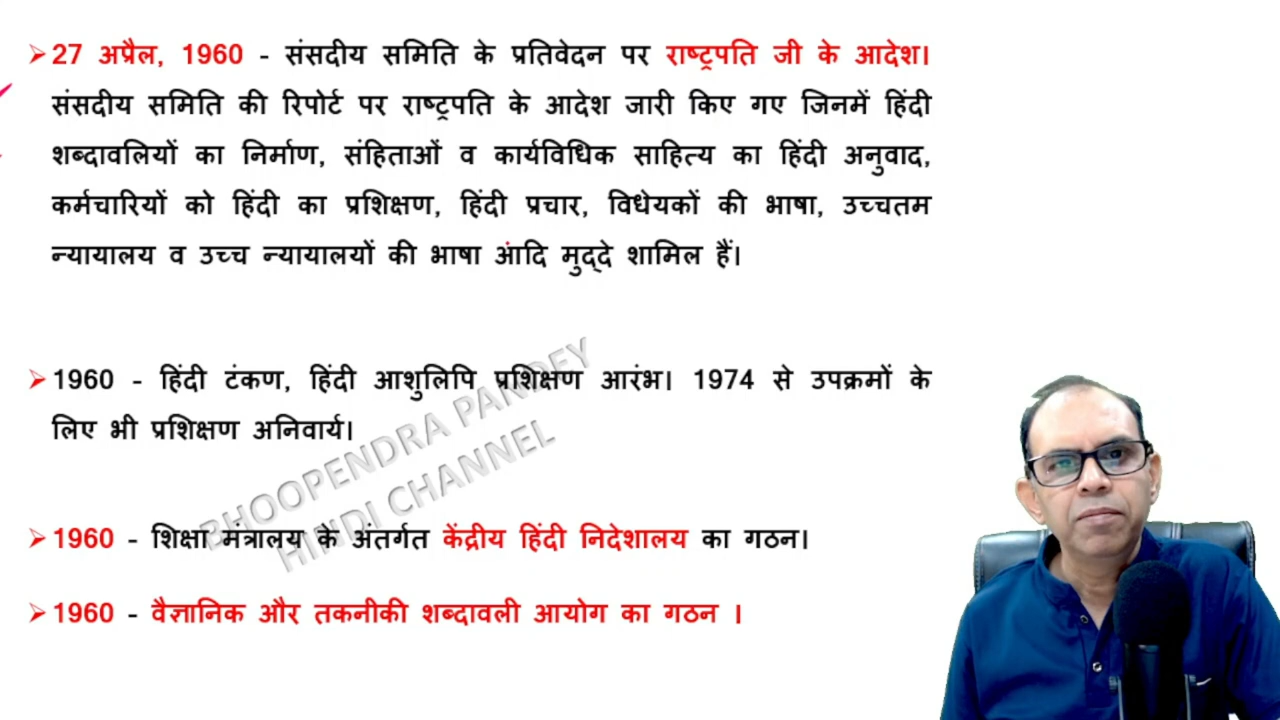 ➢ 27 अप्रैल, 1960 - संसदीय समिति के प्रतिवेदन पर राष्ट्रपति जी के आदेश।
संसदीय समिति की रिपोर्ट पर राष्ट्रपति के आदेश जारी किए गए जिनमें हिंदी
शब्दावलियों का निर्माण, संहिताओं व कार्यविधिक साहित्य का हिंदी अनुवाद,
कर्मचारियों को हिंदी का प्रशिक्षण, हिंदी प्रचार, विधेयकों की भाषा, उच्चतम
न्यायालय व उच्च न्यायालयों की भाषा आदि मुद्दे शामिल हैं।
➢ 1960 - हिंदी टंकण, हिंदी आशुलिपि प्रशिक्षण आरंभ। 1974 से उपक्रमों के
लिए भी प्रशिक्षण अनिवार्य।
BHOOPENDRA PANDEY
HINDI CHANNEL
➢ 1960 - शिक्षा मंत्रालय के अंतर्गत केंद्रीय हिंदी निदेशालय का गठन।
➢ 1960 - वैज्ञानिक और तकनीकी शब्दावली आयोग का गठन ।